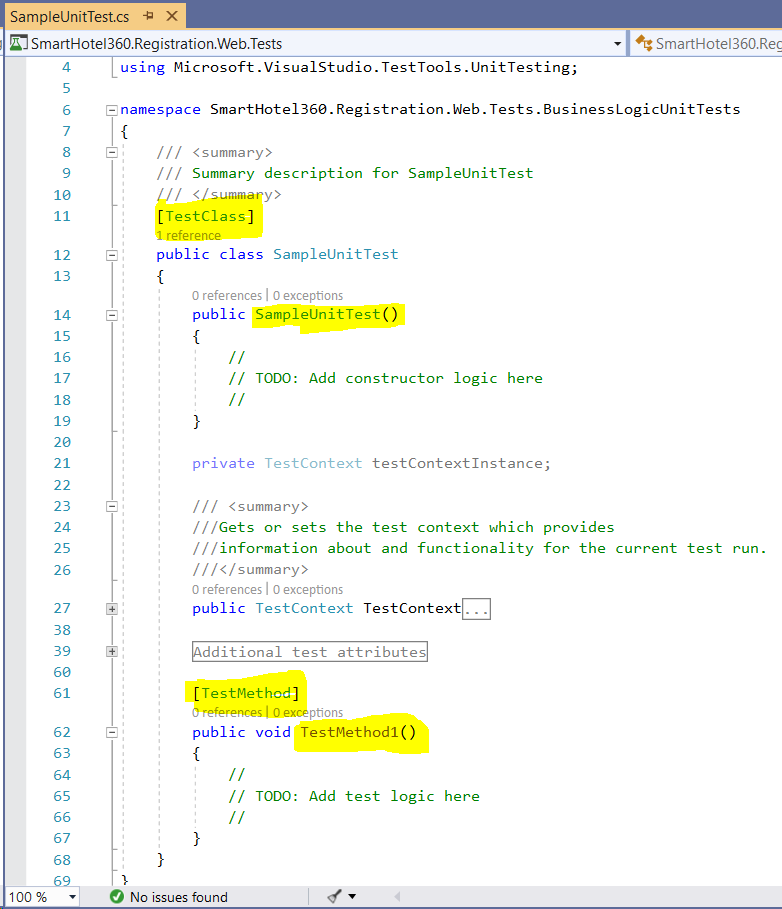 SampleUnitTest.cs
SmartHotel360.Registration.Web.Tests SmartHotel360.Reg
4 using Microsoft.VisualStudio.TestTools.UnitTesting;
5
6 namespace SmartHotel360.Registration.Web.Tests.BusinessLogicUnitTests
7 {
8 /// <summary>
9 /// Summary description for SampleUnitTest
10 /// </summary>
11 [TestClass]
1 reference
12 public class SampleUnitTest
13 {
0 references | 0 exceptions
14 public SampleUnitTest()
15 {
16 //
17 // TODO: Add constructor logic here
18 //
19 }
20
21 private TestContext testContextInstance;
22
23 /// <summary>
24 ///Gets or sets the test context which provides
25 ///information about and functionality for the current test run.
26 ///</summary>
0 references | 0 exceptions
27 public TestContext TestContext...
38
39 Additional test attributes
60
61 [TestMethod]
0 references | 0 exceptions
62 public void TestMethod1()
63 {
64 //
65 // TODO: Add test logic here
66 //
67 }
68 }
69 }
100 % No issues found